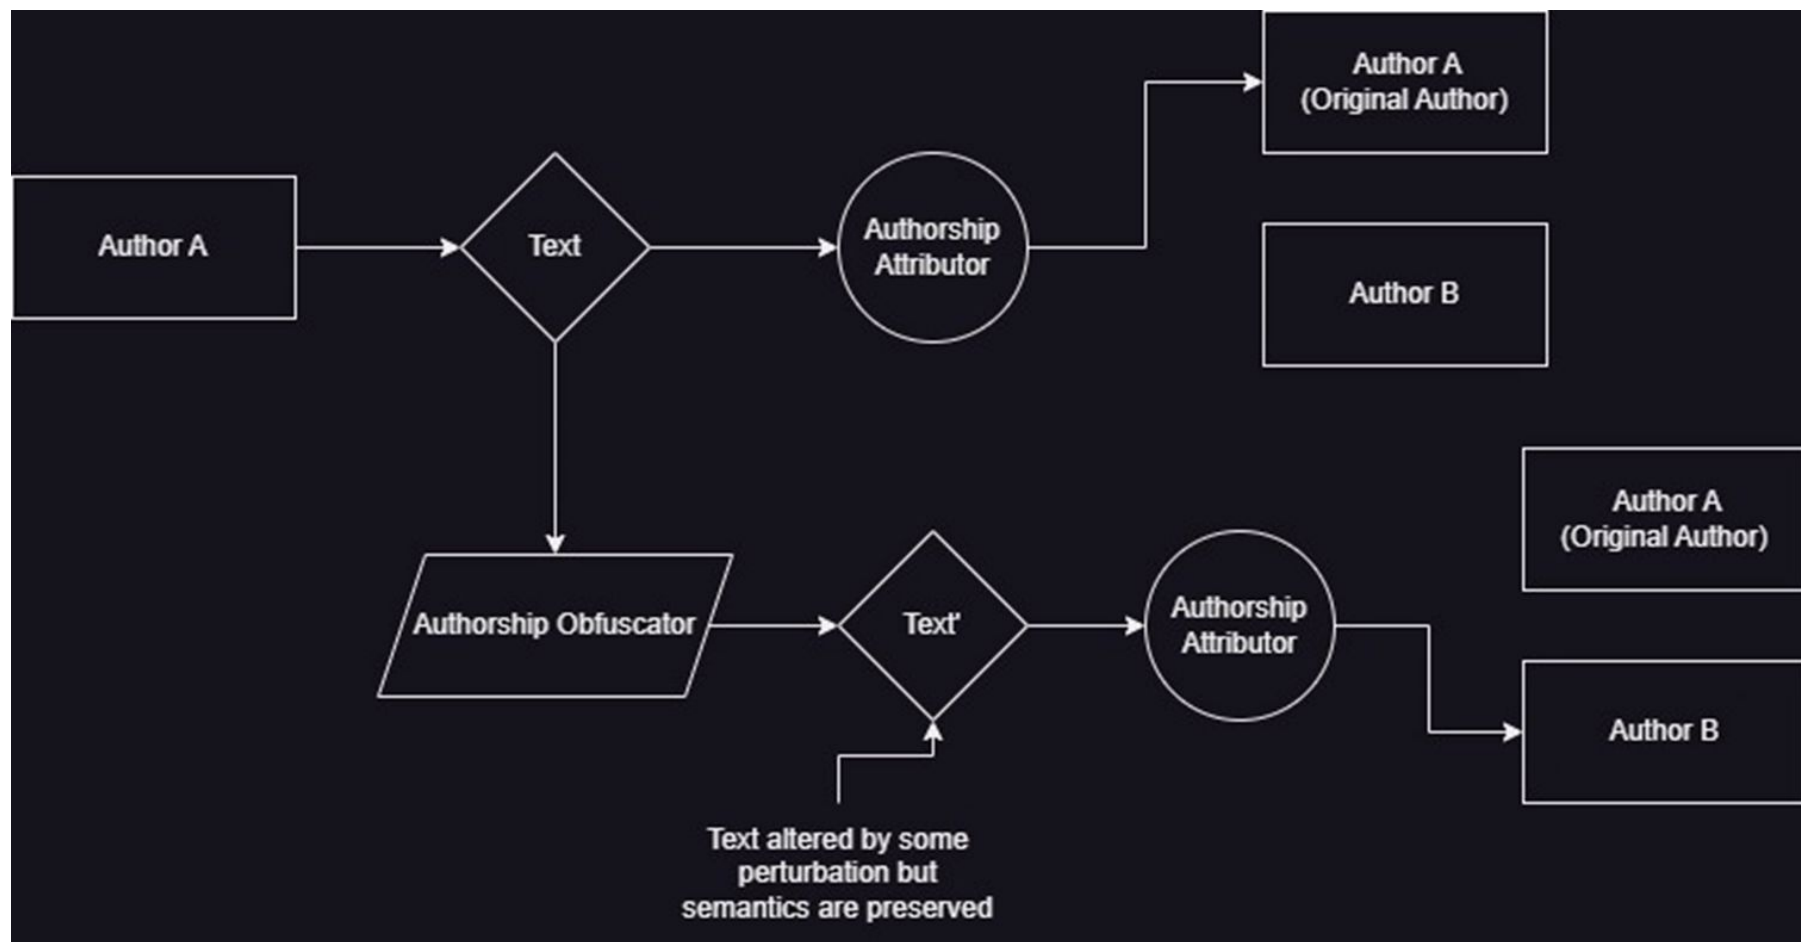 Author A
(Original Author)
Author A
Text
Authorship
Attributor
Author B
Author A
(Original Author)
Authorship Obfuscator
Text'
Authorship
Attributor
Author B
Text altered by some
perturbation but
semantics are preserved